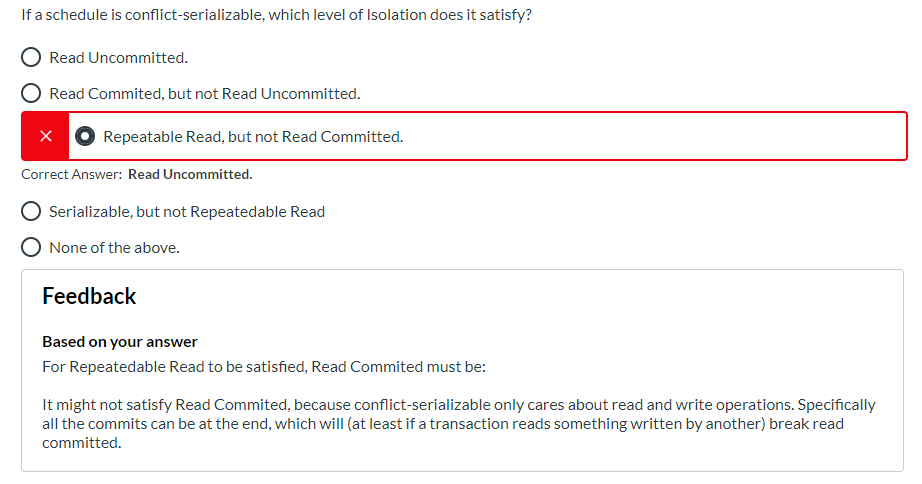 If a schedule is conflict-serializable, which level of Isolation does it satisfy?
Read Uncommitted.
Read Commited, but not Read Uncommitted.
Repeatable Read, but not Read Committed.
Correct Answer: Read Uncommitted.
Serializable, but not Repeatedable Read
None of the above.
Feedback
Based on your answer
For Repeatedable Read to be satisfied, Read Commited must be:
It might not satisfy Read Commited, because conflict-serializable only cares about read and write operations. Specifically
all the commits can be at the end, which will (at least if a transaction reads something written by another) break read
committed.